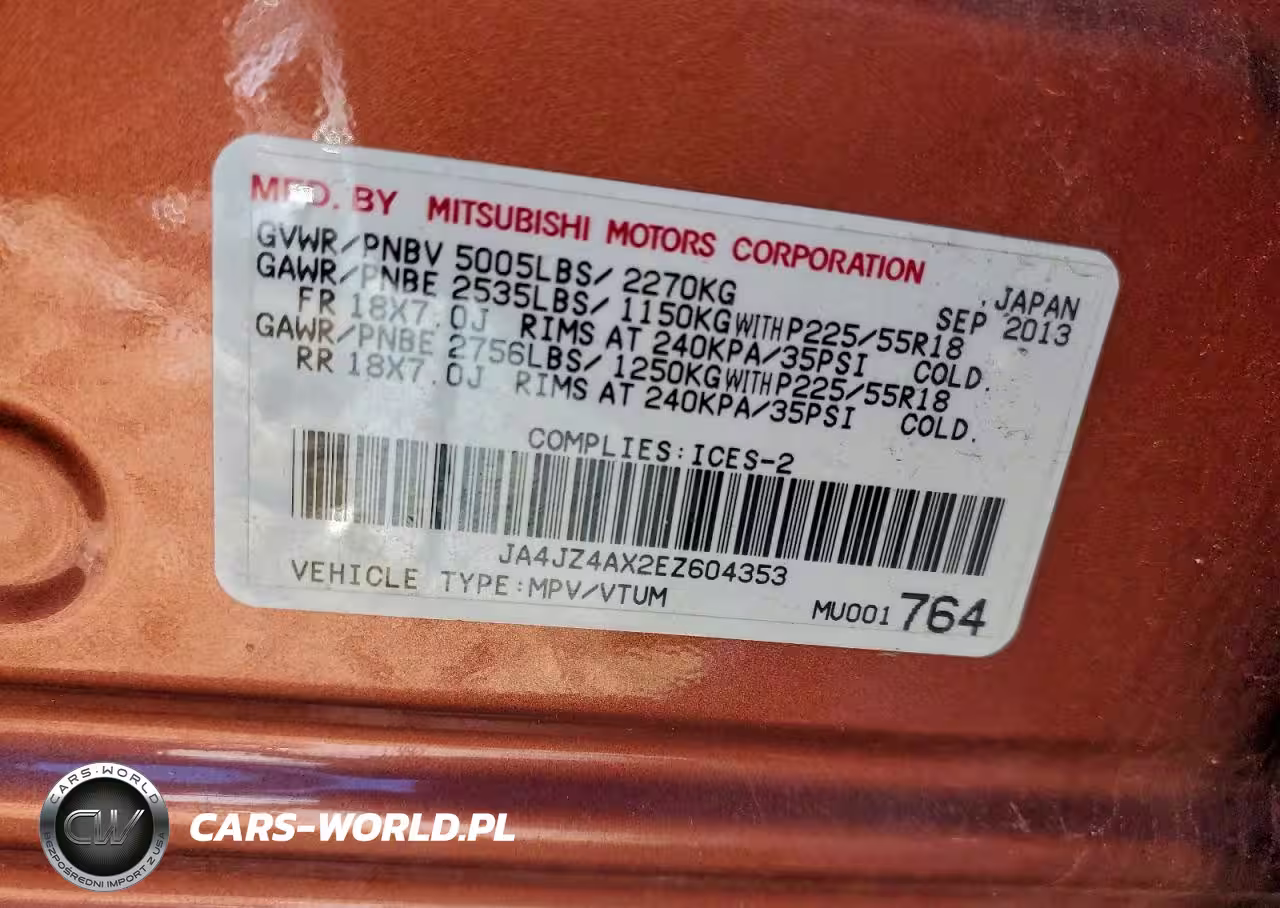 MFD. BY MITSUBISHI MOTORS CORPORATION
GVWR/PNBV 5005LBS/ 2270KG
JAPAN
GAWR/PNBE 2535LBS/ 1150KG WITH P225/55R18
SEP 2013
FR 18X7.0J RIMS AT 240KPA/35PSI COLD.
GAWR/PNBE 2756LBS/ 1250KG WITH P225/55R18
RR 18X7.0J RIMS AT 240KPA/35PSI COLD.
COMPLIES:ICES-2
JA4JZ4AX2EZ604353
VEHICLE TYPE:MPV/VTUM
MU001 764
CARS-WORLD
CW
BEZPOŚREDNI IMPORT Z USA
CARS-WORLD.PL